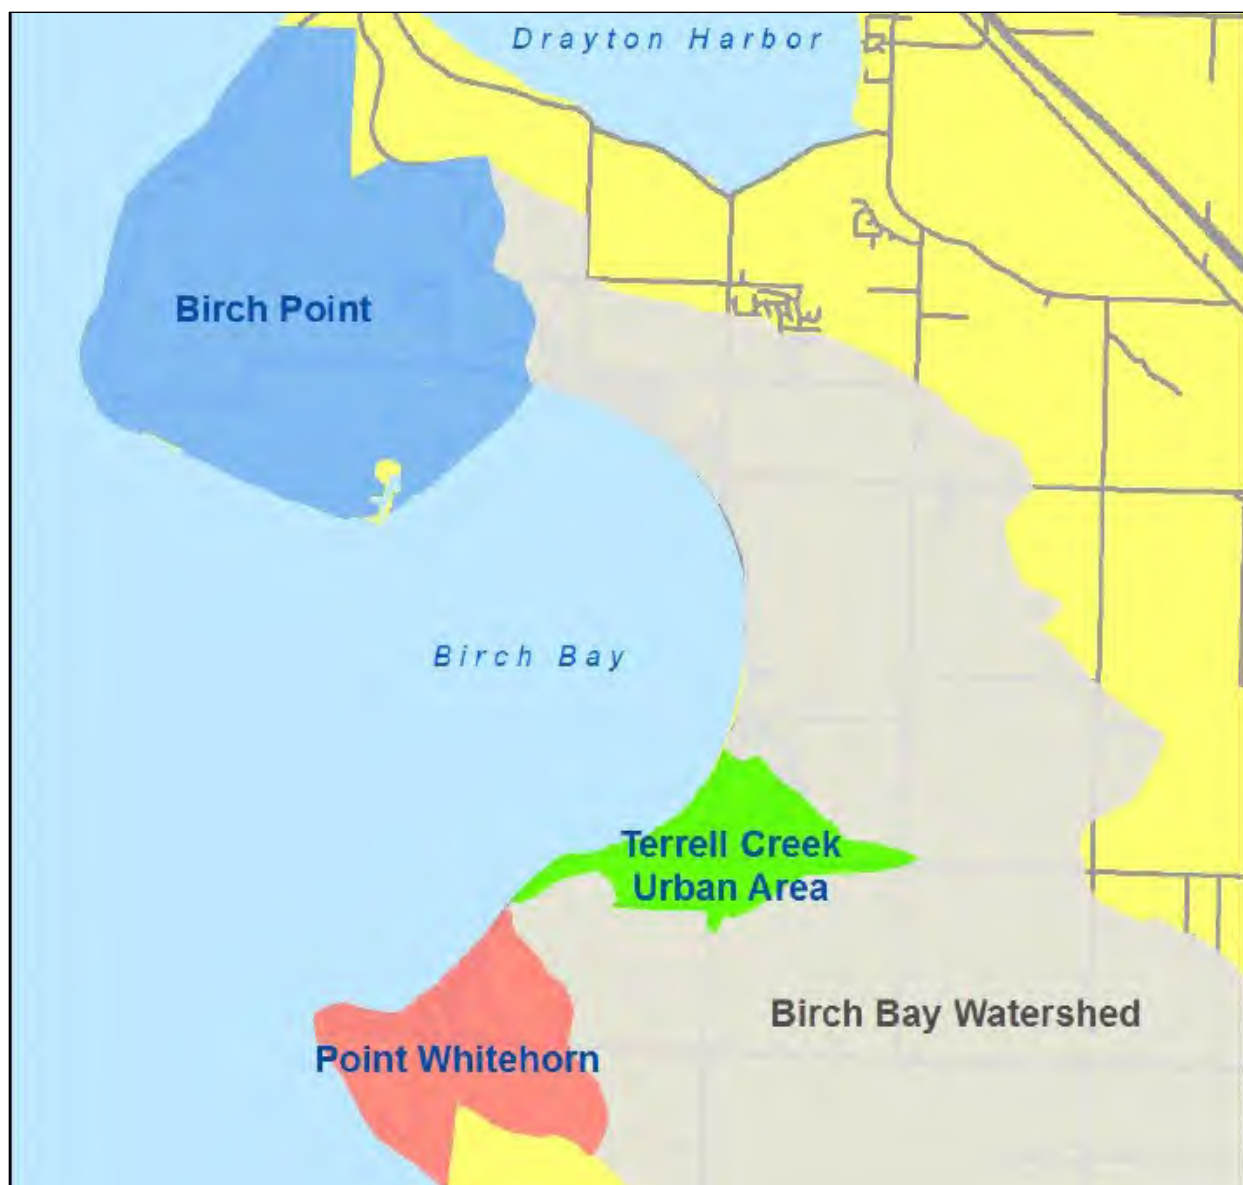 Drayton Harbor
Birch Point
Birch Bay
Terrell Creek
Urban Area
Birch Bay Watershed
Point Whitehorn